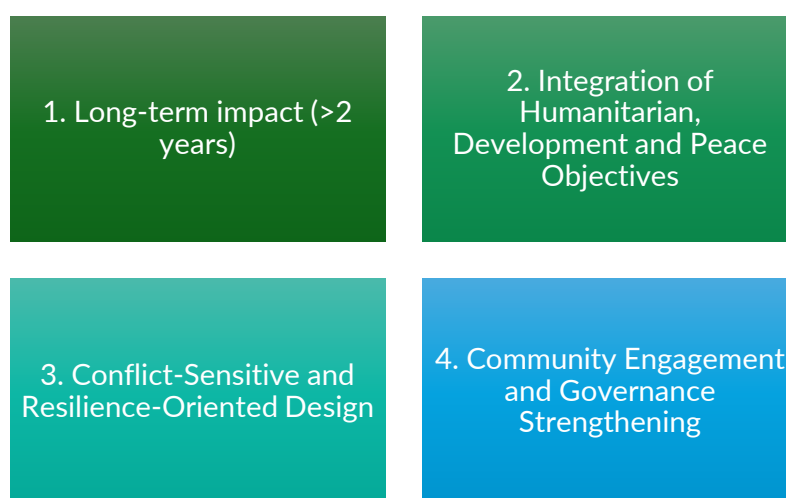 1. Long-term impact (>2
years)
2. Integration of
Humanitarian,
Development and Peace
Objectives
3. Conflict-Sensitive and
Resilience-Oriented Design
4. Community Engagement
and Governance
Strengthening